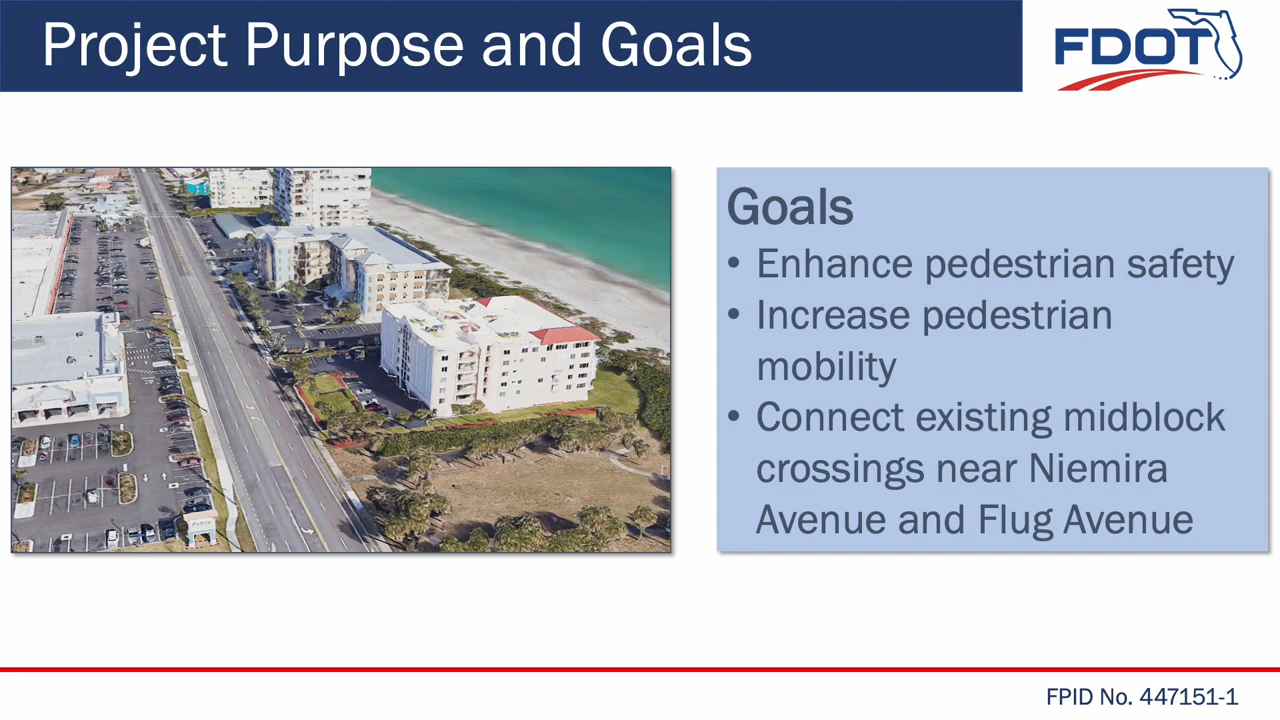 Project Purpose and Goals
FDOT
Goals
• Enhance pedestrian safety
• Increase pedestrian
mobility
• Connect existing midblock
crossings near Niemira
Avenue and Flug Avenue
FPID No. 447151-1